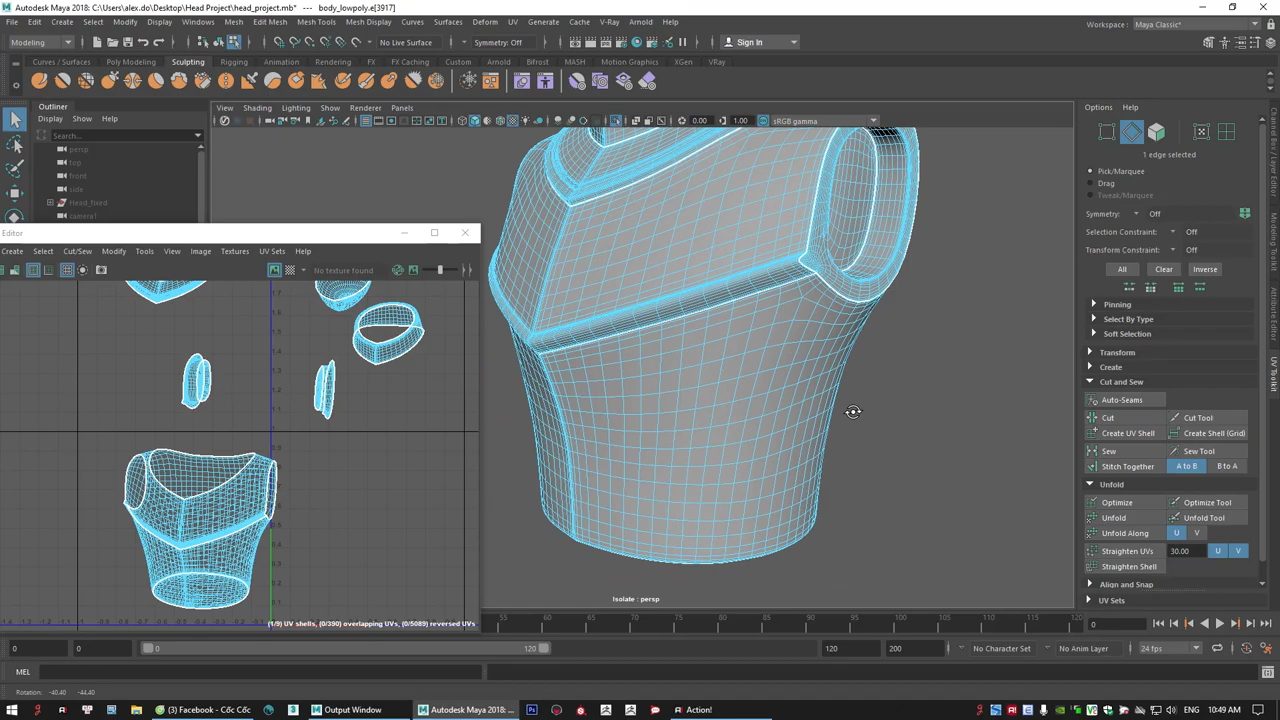 Autodesk Maya 2018: C:\Users\alex.do\Desktop\Head Project\head_project.mb* --- body_lowpoly.e[3917]
File Edit Create Select Modify Display Windows Mesh Edit Mesh Mesh Tools Mesh Display Curves Surfaces Deform UV Generate Cache V-Ray Arnold Help
Workspace : Maya Classic*
Modeling No Live Surface Symmetry: Off Sign In
Curves / Surfaces Poly Modeling Sculpting Rigging Animation Rendering FX FX Caching Custom Arnold Bifrost MASH Motion Graphics XGen VRay
Outliner
Display Show Help
Search...
persp
top
front
side
Head_fixed
camera1
View Shading Lighting Show Renderer Panels
0.00 1.00 sRGB gamma
Editor
Create Select Cut/Sew Modify Tools View Image Textures UV Sets Help
No texture found
(1/9) UV shells, (0/390) overlapping UVs, (0/5089) reversed UVs
Isolate : persp
Options Help
1 edge selected
Pick/Marquee
Drag
Tweak/Marquee
Symmetry: Off
Selection Constraint: Off
Transform Constraint: Off
All Clear Inverse
Pinning
Select By Type
Soft Selection
Transform
Create
Cut and Sew
Auto-Seams
Cut Cut Tool
Create UV Shell Create Shell (Grid)
Sew Sew Tool
Stitch Together A to B B to A
Unfold
Optimize Optimize Tool
Unfold Unfold Tool
Unfold Along U V
Straighten UVs 30.00 U V
Straighten Shell
Align and Snap
UV Sets
Channel Box / Layer Editor
Modeling Toolkit
Attribute Editor
UV Toolkit
55 60 65 70 75 80 85 90 95 100 105 110 115 120 0
0 0 0 120 120 200 No Character Set No Anim Layer 24 fps
MEL
Rotation: -40.40 -44.40
(3) Facebook - Cốc Cốc Output Window Autodesk Maya 2018: ... Action! ENG 10:49 AM